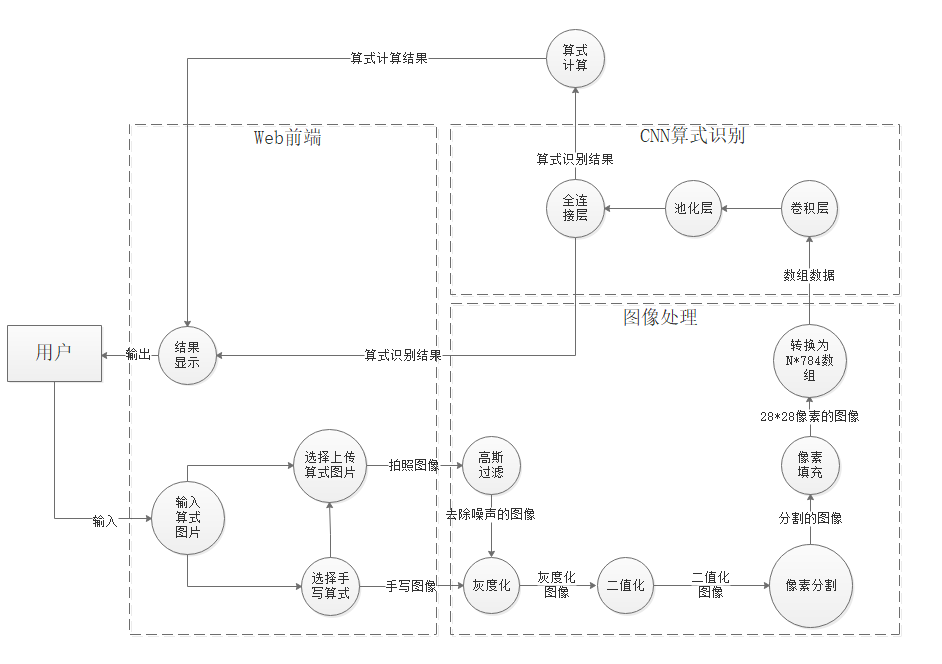 算式
计算
算式计算结果
Web前端
CNN算式识别
算式识别结果
全连
接层
池化层
卷积层
数组数据
图像处理
用户
输出
结果
显示
算式识别结果
转换为
N*784数
组
28*28像素的图像
选择上传
算式图片
拍照图像
高斯
过滤
像素
填充
输入
输入
算式
图片
去除噪声的图像
分割的图像
选择手
写算式
手写图像
灰度化
灰度化
图像
二值化
二值化
图像
像素分割